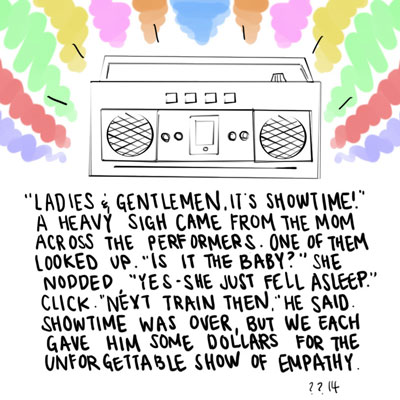 "LADIES & GENTLEMEN, IT'S SHOWTIME!"
A HEAVY SIGH CAME FROM THE MOM
ACROSS THE PERFORMERS. ONE OF THEM
LOOKED UP. "IS IT THE BABY?" SHE
NODDED, "YES - SHE JUST FELL ASLEEP."
CLICK. "NEXT TRAIN THEN," HE SAID.
SHOWTIME WAS OVER, BUT WE EACH
GAVE HIM SOME DOLLARS FOR THE
UNFORGETTABLE SHOW OF EMPATHY.
??14